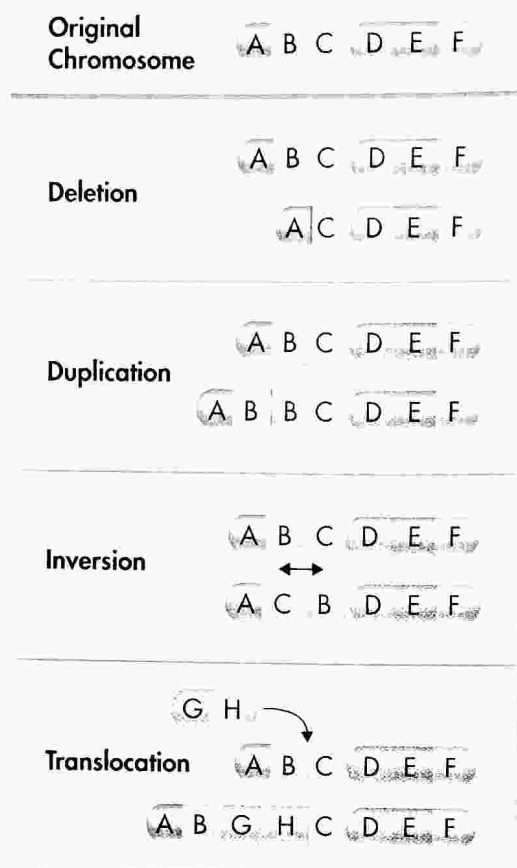 Original
Chromosome
A B C D E F
Deletion
A B C D E F
A C D E F
Duplication
A B C D E F
A B B C D E F
Inversion
A B C D E F
A C B D E F
Translocation
G H
A B C D E F
A B G H C D E F